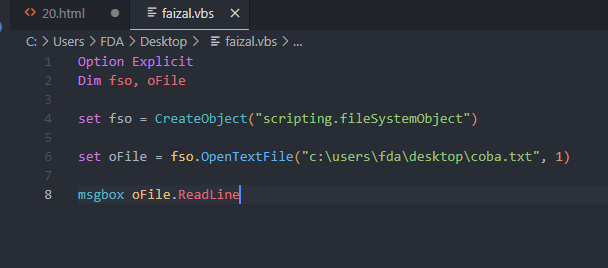 20.html
faizal.vbs
C: > Users > FDA > Desktop > faizal.vbs > ...
1 Option Explicit
2 Dim fso, oFile
3
4 set fso = CreateObject("scripting.fileSystemObject")
5
6 set oFile = fso.OpenTextFile("c:\users\fda\desktop\coba.txt", 1)
7
8 msgbox oFile.ReadLine